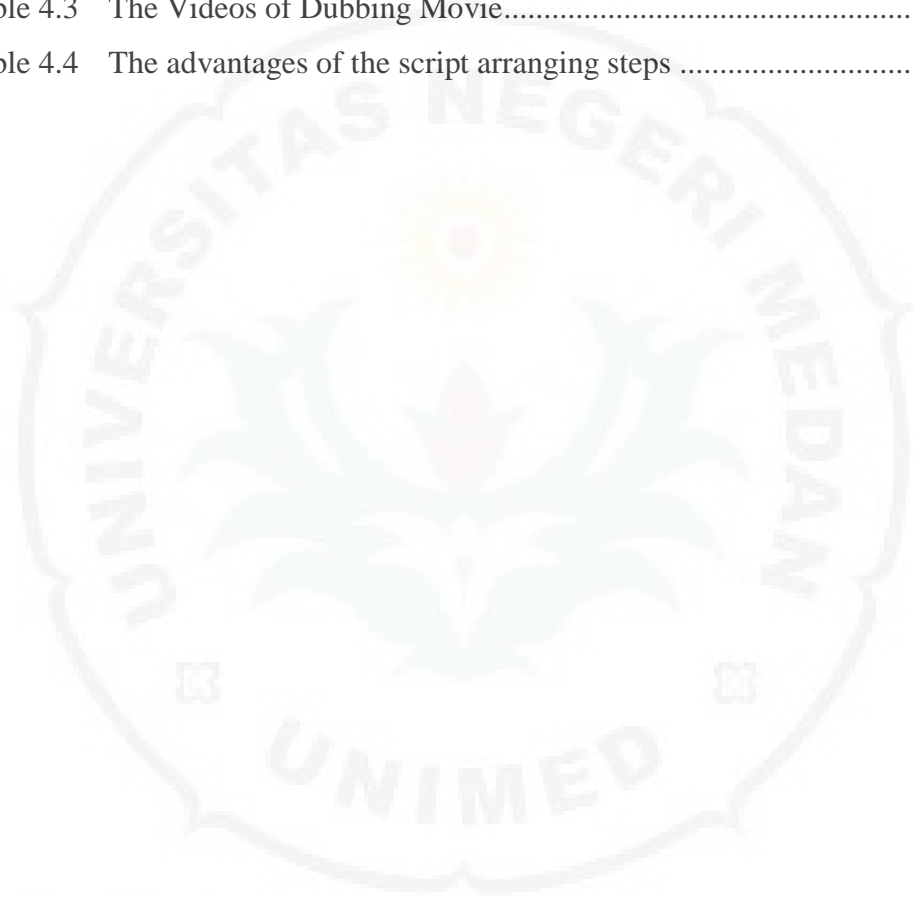 ble 4.3 The Videos of Dubbing Movie....................................................
ble 4.4 The advantages of the script arranging steps .............................
UNIVERSITAS NEGERI MEDAN
UNIMED